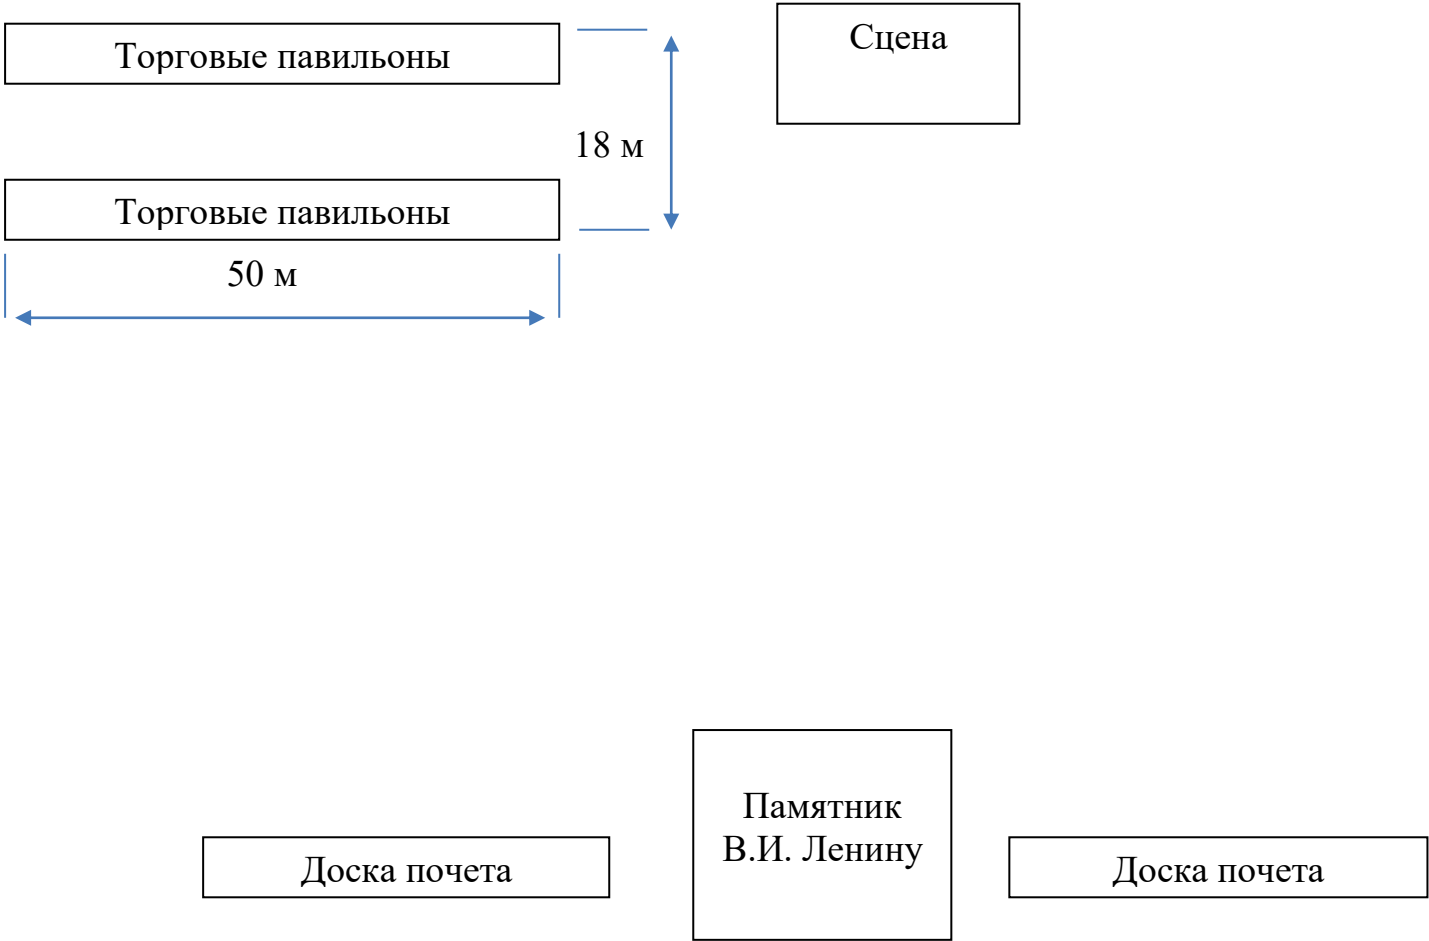 Торговые павильоны
Сцена
18 м
Торговые павильоны
50 м
Памятник
В.И. Ленину
Доска почета
Доска почета